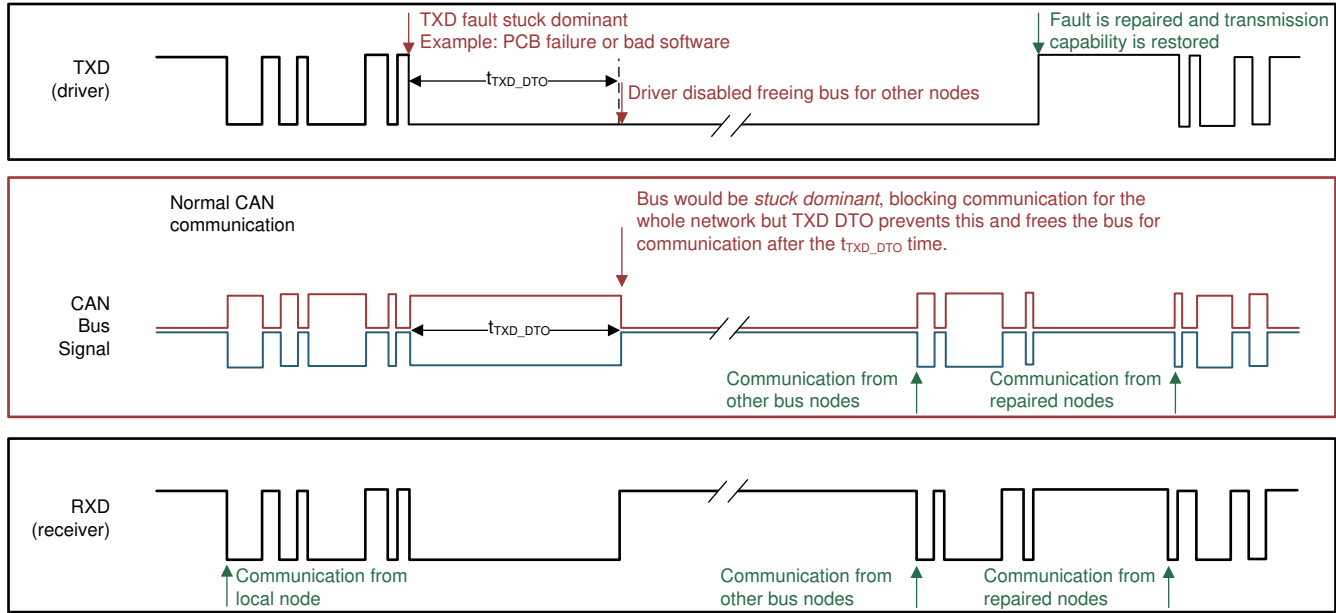 TXD fault stuck dominant
Example: PCB failure or bad software
Fault is repaired and transmission
capability is restored
TXD
(driver)
tTXD_DTO
Driver disabled freeing bus for other nodes
Normal CAN
communication
Bus would be stuck dominant, blocking communication for the
whole network but TXD DTO prevents this and frees the bus for
communication after the tTXD_DTO time.
CAN
Bus
Signal
tTXD_DTO
Communication from
other bus nodes
Communication from
repaired nodes
RXD
(receiver)
Communication from
local node
Communication from
other bus nodes
Communication from
repaired nodes